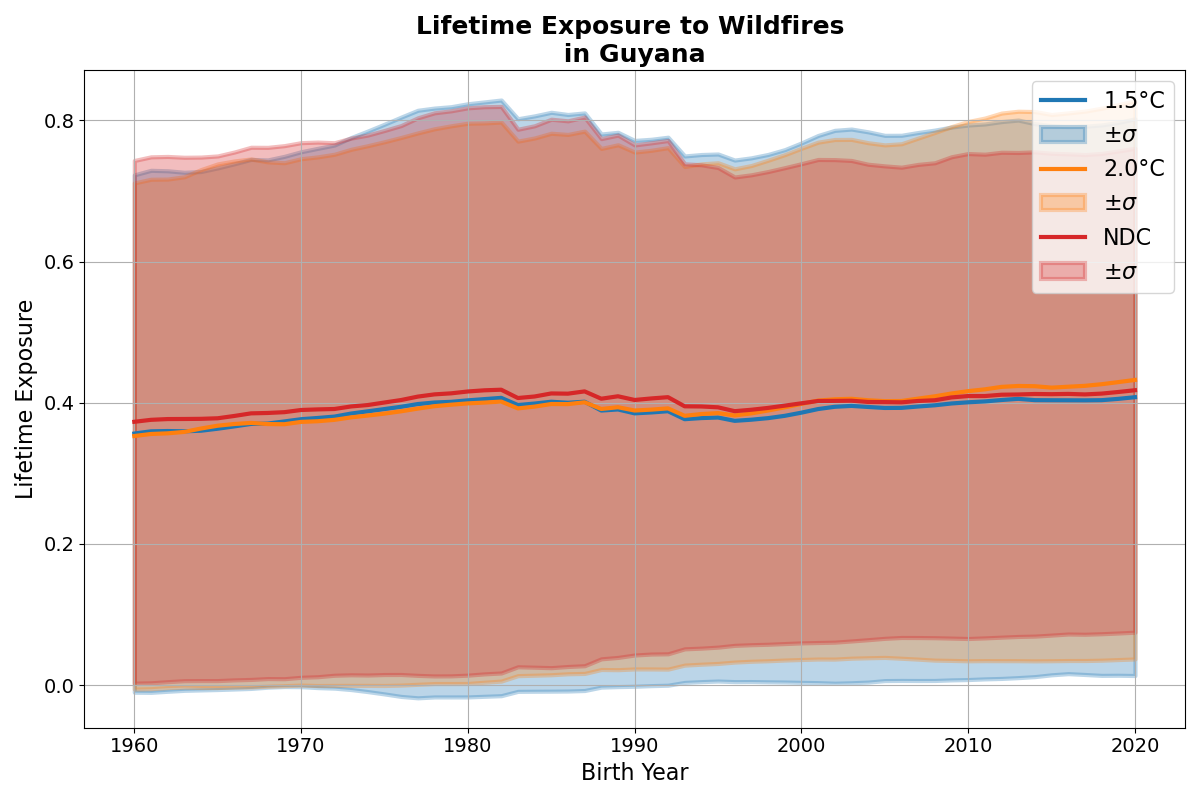 Lifetime Exposure to Wildfires
in Guyana
Lifetime Exposure
0.8
0.6
0.4
0.2
0.0
1960
1970
1980
1990
2000
2010
2020
Birth Year
1.5°C
±σ
2.0°C
±σ
NDC
±σ